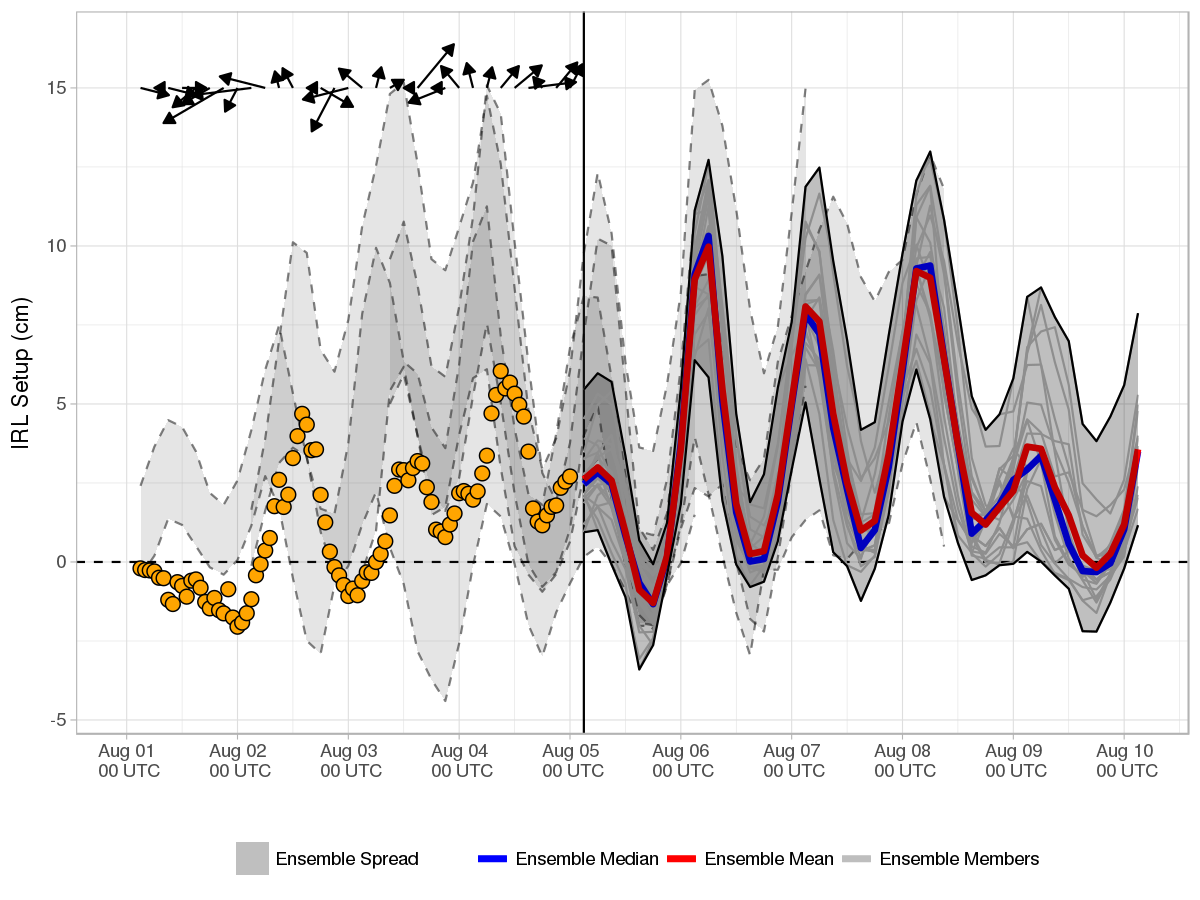 IRL Setup (cm)
15
10
5
0
-5
Aug 01 Aug 02 Aug 03 Aug 04 Aug 05 Aug 06 Aug 07 Aug 08 Aug 09 Aug 10
00 UTC 00 UTC 00 UTC 00 UTC 00 UTC 00 UTC 00 UTC 00 UTC 00 UTC 00 UTC
Ensemble Spread Ensemble Median Ensemble Mean Ensemble Members